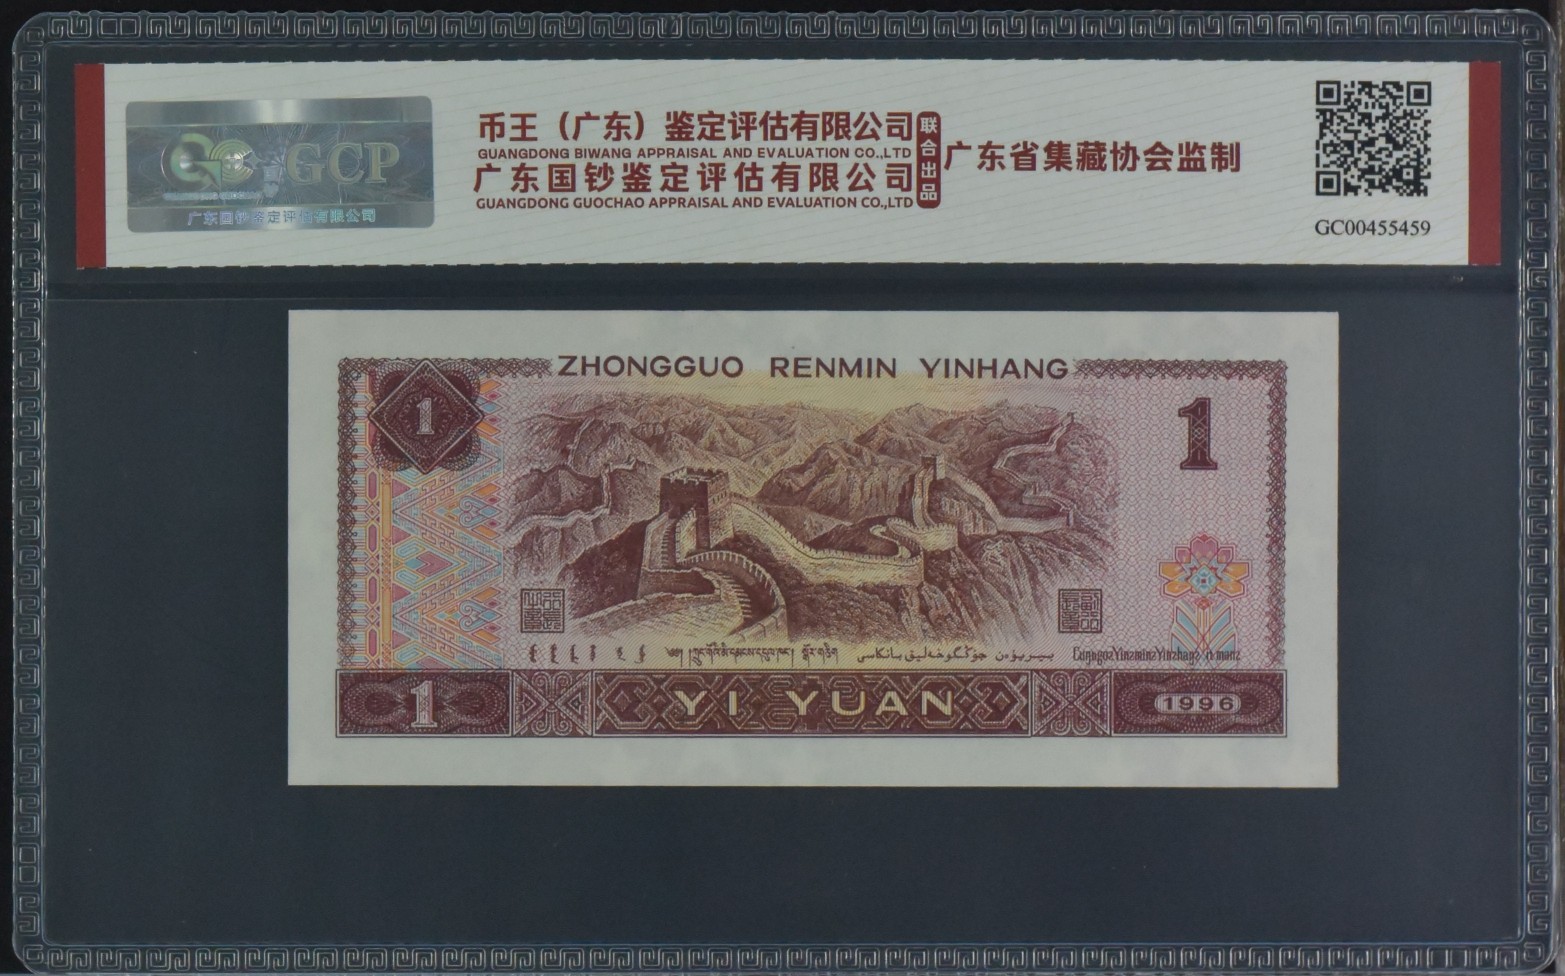 GCP
广东国钞鉴定评估有限公司
币王（广东）鉴定评估有限公司
GUANGDONG BIWANG APPRAISAL AND EVALUATION CO.,LTD
广东国钞鉴定评估有限公司
GUANGDONG GUOCHAO APPRAISAL AND EVALUATION CO.,LTD
联合出品
广东省集藏协会监制
GC00455459
ZHONGGUO RENMIN YINHANG
1
1
1
YI YUAN
1996